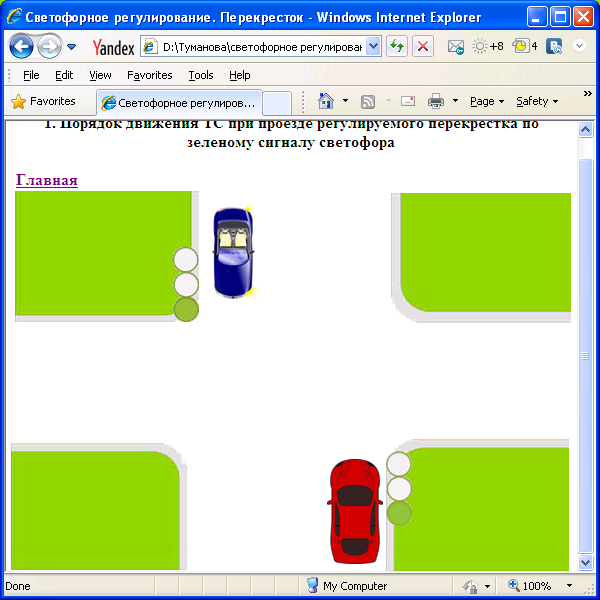 Светофорное регулирование. Перекресток - Windows Internet Explorer
Yandex D:\Туманова\светофорное регулирован +8 4
File Edit View Favorites Tools Help
Favorites Светофорное регулиров... Page Safety »
1. Порядок движения ТС при проезде регулируемого перекрестка по
зеленому сигналу светофора
Главная
Done My Computer 100%